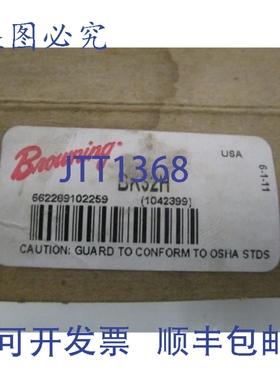 盗图必究
Browning
USA
JTT1368
BK52H
6-1-11
662269102259 (1042399)
CAUTION: GUARD TO CONFORM TO OSHA STDS
可开发票 顺丰包邮